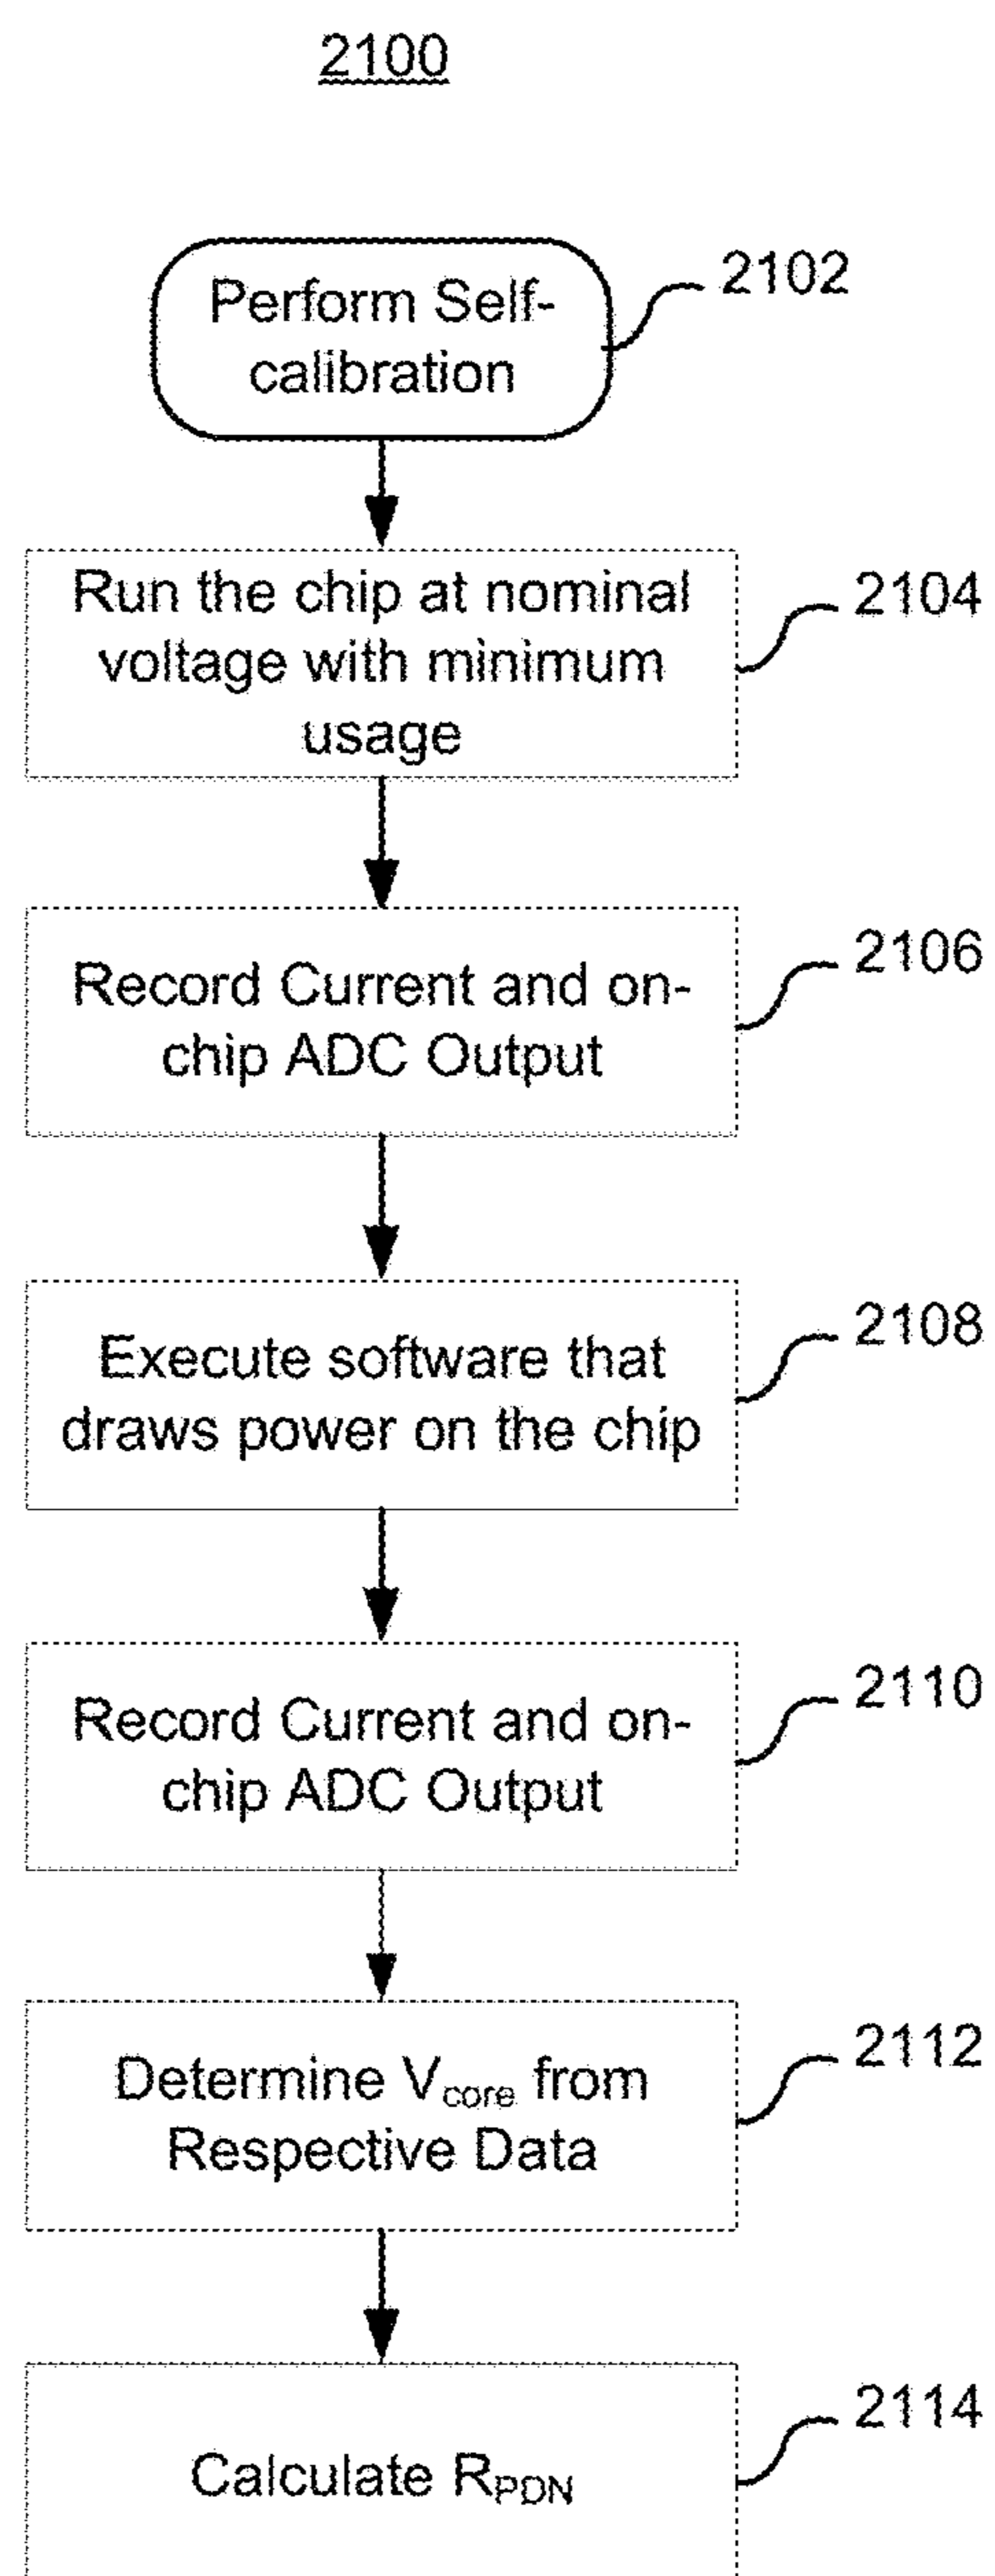 2100
Perform Self-
calibration
2102
Run the chip at nominal
voltage with minimum
usage
2104
Record Current and on-
chip ADC Output
2106
Execute software that
draws power on the chip
2108
Record Current and on-
chip ADC Output
2110
Determine Vcore from
Respective Data
2112
Calculate RPDN
2114